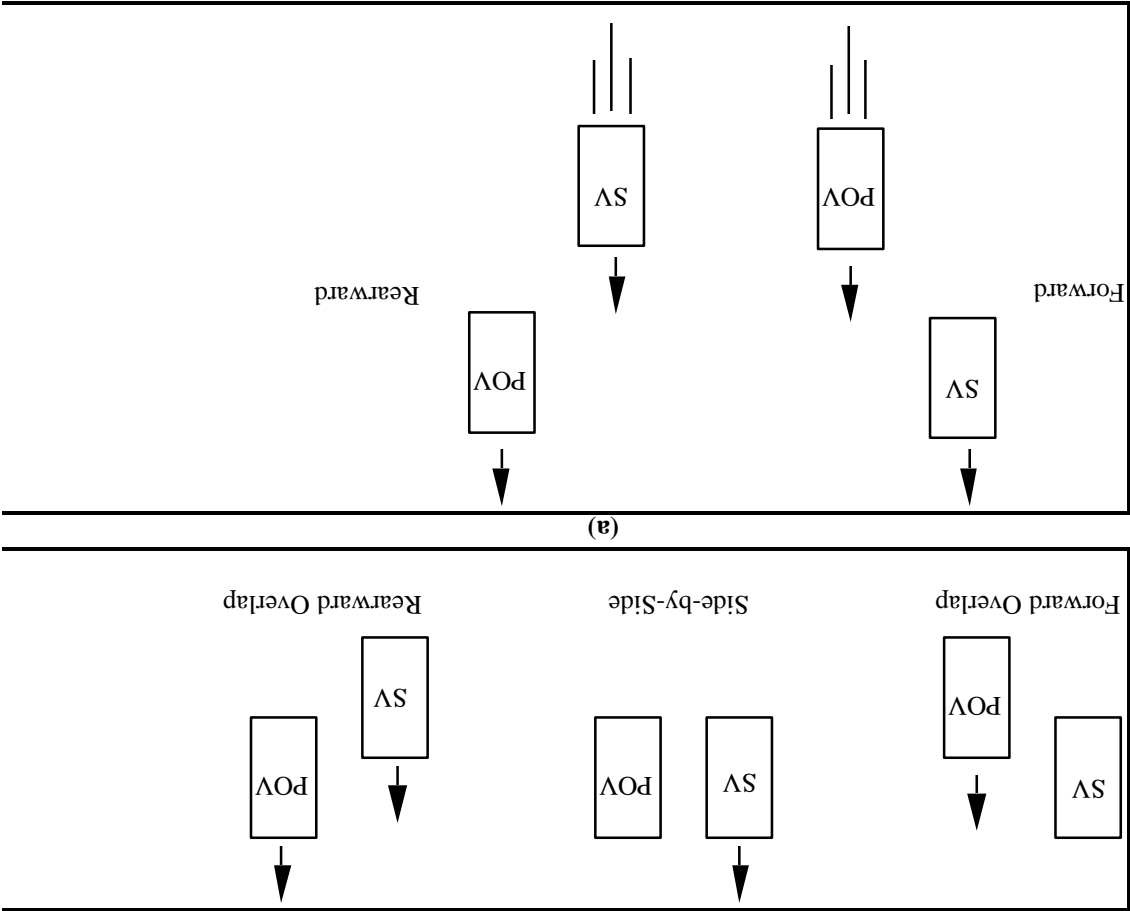 SV
SV
POV
POV
POV
SV
Forward Overlap
Side-by-Side
Rearward Overlap
(a)
SV
POV
Forward
Rearward
POV
SV